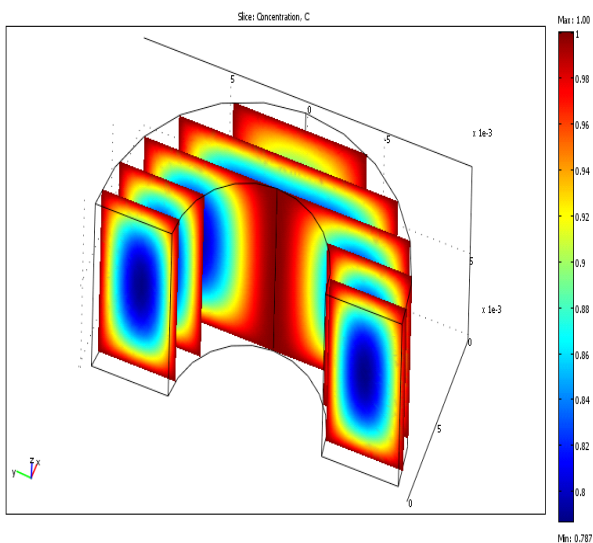 Slice: Concentration, C
Max: 1.00
1
0.98
0.96
0.94
0.92
0.9
0.88
0.86
0.84
0.82
0.8
Min: 0.787
5
0
-5
x 1e-3
5
x 1e-3
0
5
0
z
x
y